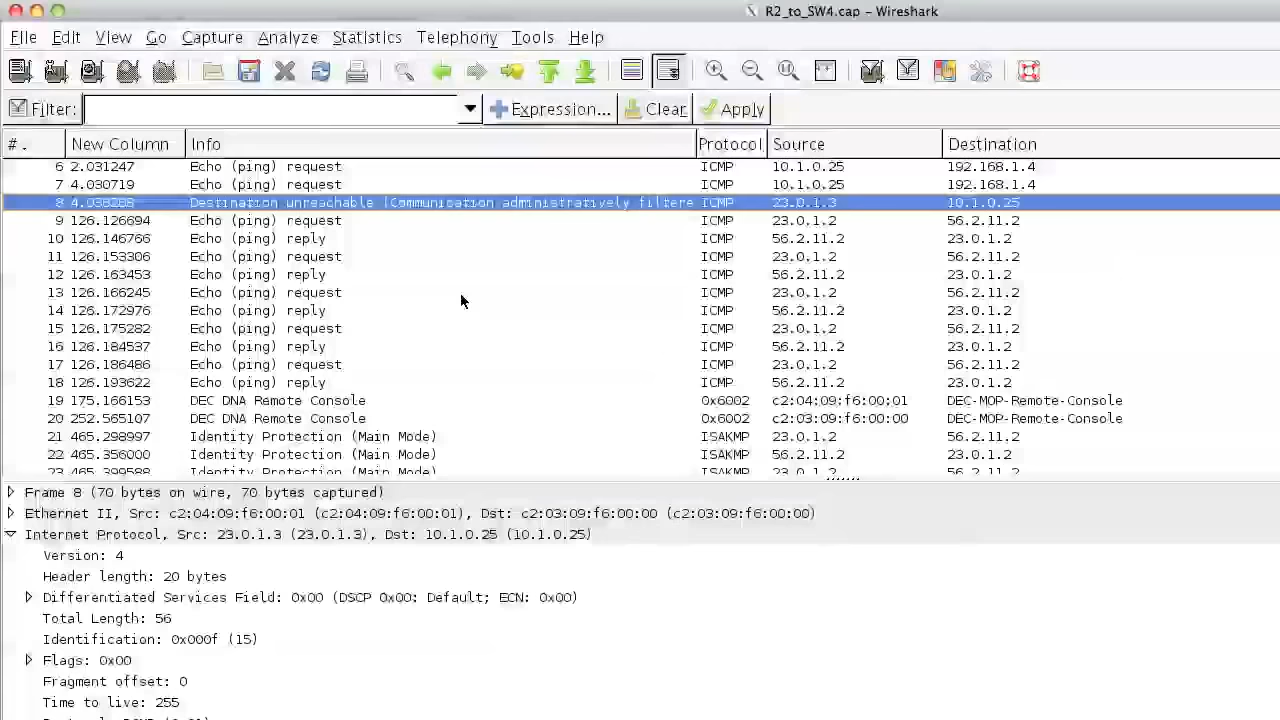 R2_to_SW4.cap - Wireshark
File Edit View Go Capture Analyze Statistics Telephony Tools Help
Filter: Expression... Clear Apply
#. New Column Info Protocol Source Destination
6 2.031247 Echo (ping) request ICMP 10.1.0.25 192.168.1.4
7 4.030719 Echo (ping) request ICMP 10.1.0.25 192.168.1.4
8 4.038288 Destination unreachable (Communication administratively filtere ICMP 23.0.1.3 10.1.0.25
9 126.126694 Echo (ping) request ICMP 23.0.1.2 56.2.11.2
10 126.146766 Echo (ping) reply ICMP 56.2.11.2 23.0.1.2
11 126.153306 Echo (ping) request ICMP 23.0.1.2 56.2.11.2
12 126.163453 Echo (ping) reply ICMP 56.2.11.2 23.0.1.2
13 126.166245 Echo (ping) request ICMP 23.0.1.2 56.2.11.2
14 126.172976 Echo (ping) reply ICMP 56.2.11.2 23.0.1.2
15 126.175282 Echo (ping) request ICMP 23.0.1.2 56.2.11.2
16 126.184537 Echo (ping) reply ICMP 56.2.11.2 23.0.1.2
17 126.186486 Echo (ping) request ICMP 23.0.1.2 56.2.11.2
18 126.193622 Echo (ping) reply ICMP 56.2.11.2 23.0.1.2
19 175.166153 DEC DNA Remote Console 0x6002 c2:04:09:f6:00:01 DEC-MOP-Remote-Console
20 252.565107 DEC DNA Remote Console 0x6002 c2:03:09:f6:00:00 DEC-MOP-Remote-Console
21 465.298997 Identity Protection (Main Mode) ISAKMP 23.0.1.2 56.2.11.2
22 465.356000 Identity Protection (Main Mode) ISAKMP 56.2.11.2 23.0.1.2
23 465.399588 Identity Protection (Main Mode) ISAKMP 23.0.1.2 56.2.11.2
Frame 8 (70 bytes on wire, 70 bytes captured)
Ethernet II, Src: c2:04:09:f6:00:01 (c2:04:09:f6:00:01), Dst: c2:03:09:f6:00:00 (c2:03:09:f6:00:00)
Internet Protocol, Src: 23.0.1.3 (23.0.1.3), Dst: 10.1.0.25 (10.1.0.25)
Version: 4
Header length: 20 bytes
Differentiated Services Field: 0x00 (DSCP 0x00: Default; ECN: 0x00)
Total Length: 56
Identification: 0x000f (15)
Flags: 0x00
Fragment offset: 0
Time to live: 255